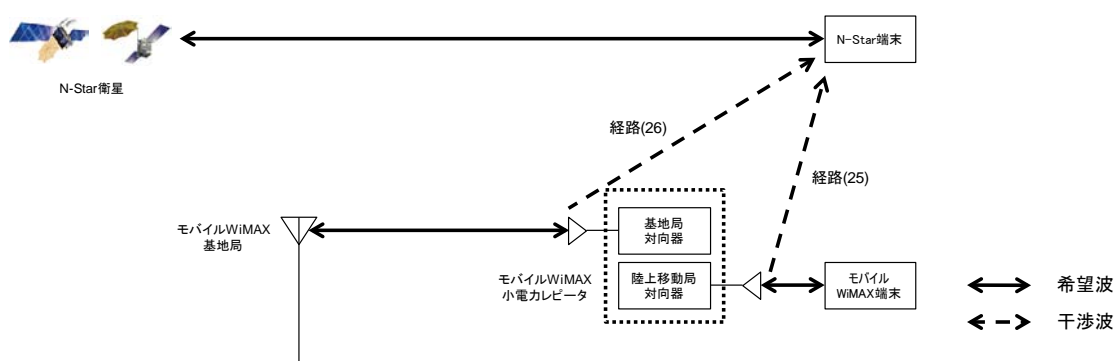 N-Star端末
N-Star衛星
経路(26)
経路(25)
モバイルWiMAX
基地局
基地局
対向器
モバイルWiMAX
小電力レピータ
陸上移動局
対向器
モバイル
WiMAX端末
希望波
干渉波